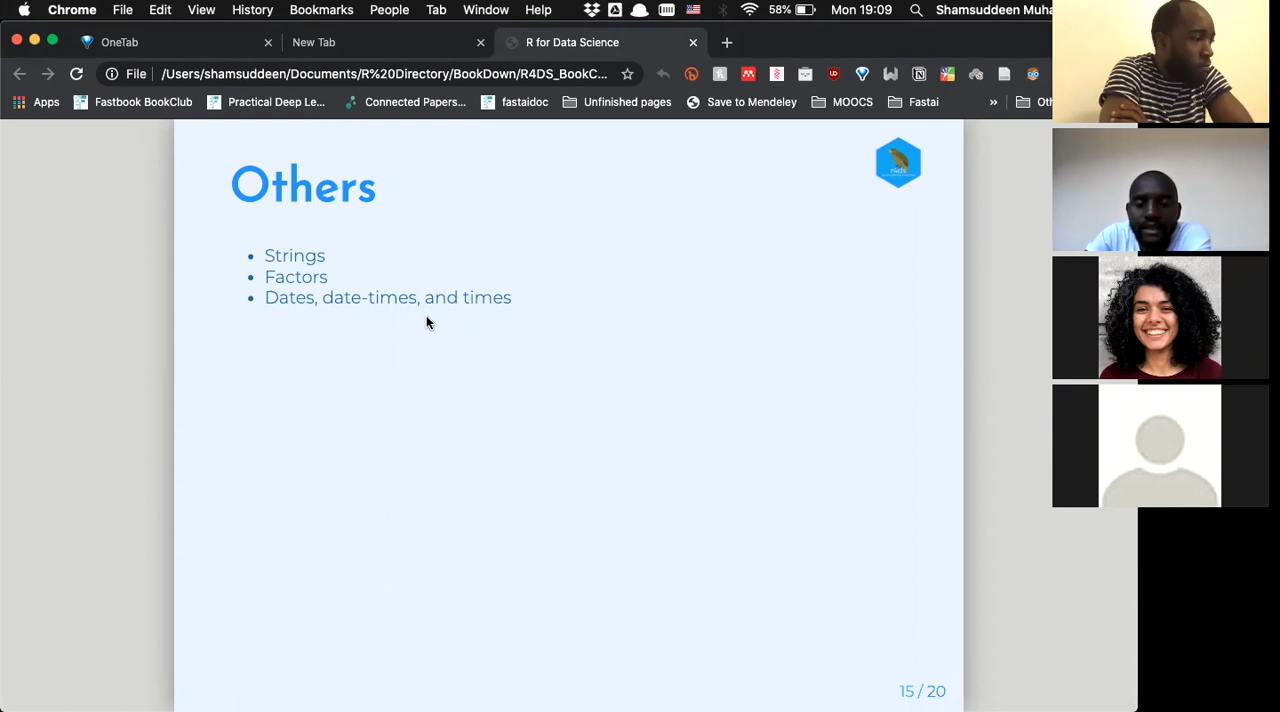 Chrome File Edit View History Bookmarks People Tab Window Help 58% Mon 19:09 Shamsuddeen Muha
OneTab New Tab R for Data Science
File /Users/shamsuddeen/Documents/R%20Directory/BookDown/R4DS_BookC...
Apps Fastbook BookClub Practical Deep Le... Connected Papers... fastaidoc Unfinished pages Save to Mendeley MOOCS Fastai » Oth
Others
r4ds
• Strings
• Factors
• Dates, date-times, and times
15 / 20